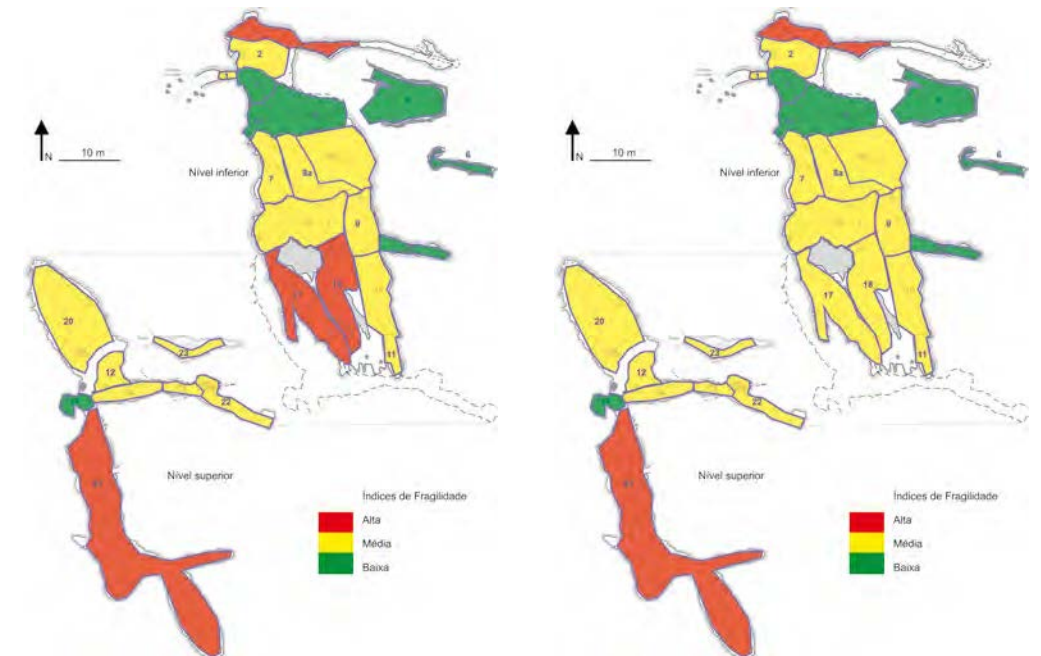 2
1
N
10 m
6
Nível inferior
7
8a
9
20
12
11
22
Nível superior
Índices de Fragilidade
Alta
Média
Baixa
2
N
10 m
6
Nível inferior
7
8a
9
17
18
20
12
11
22
Nível superior
Índices de Fragilidade
Alta
Média
Baixa